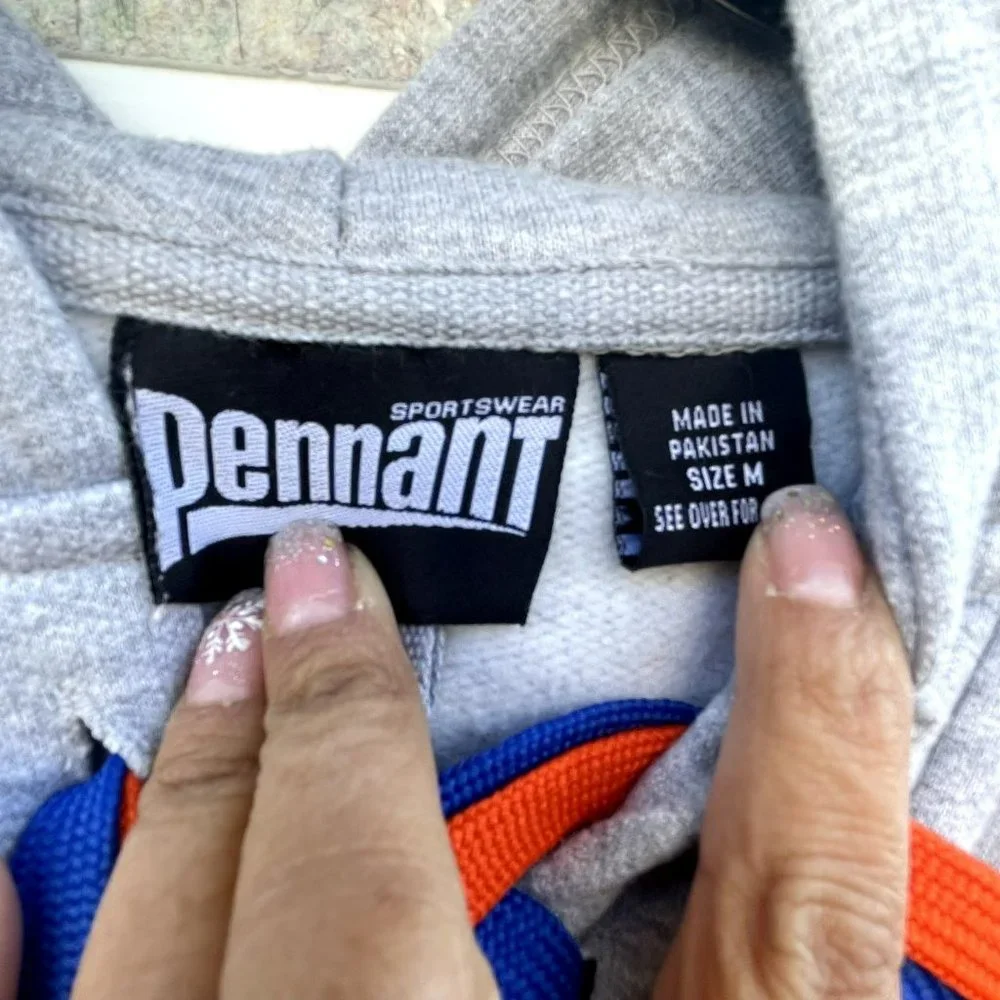 SPORTSWEAR
Pennant
MADE IN
PAKISTAN
SIZE M
SEE OVER FOR